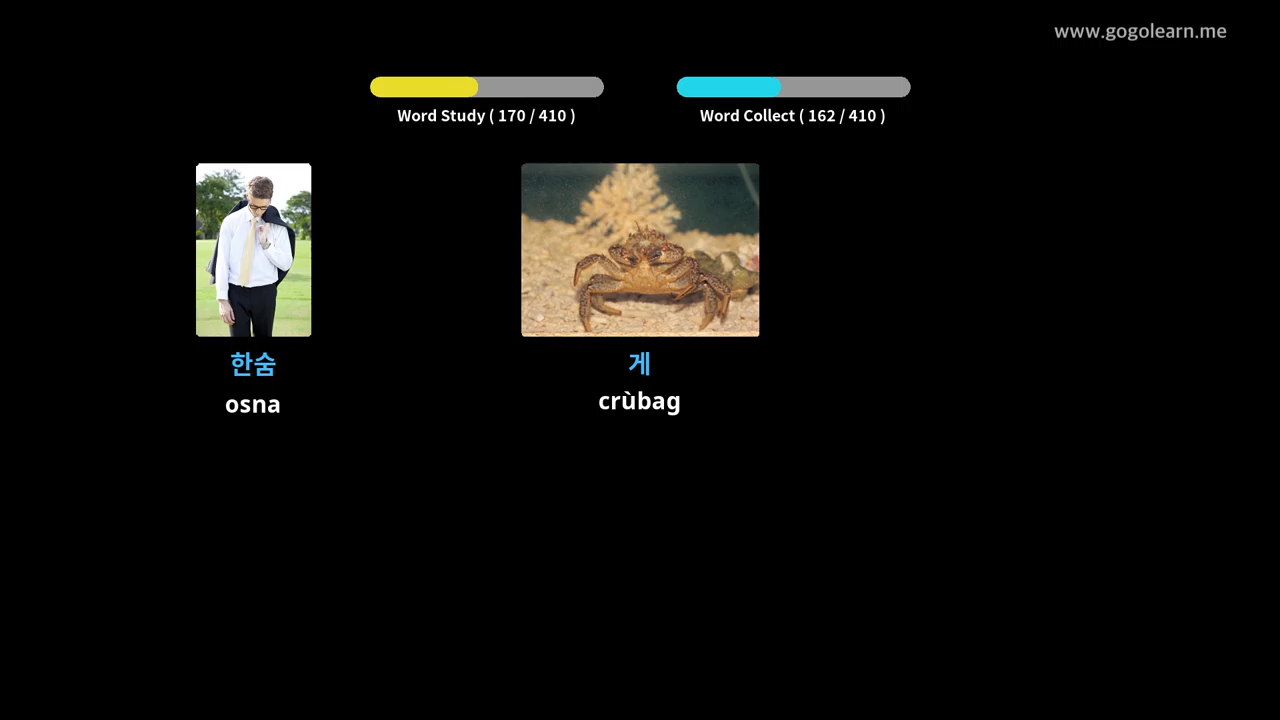 www.gogolearn.me
Word Study ( 170 / 410 )
Word Collect ( 162 / 410 )
한숨
osna
게
crùbag